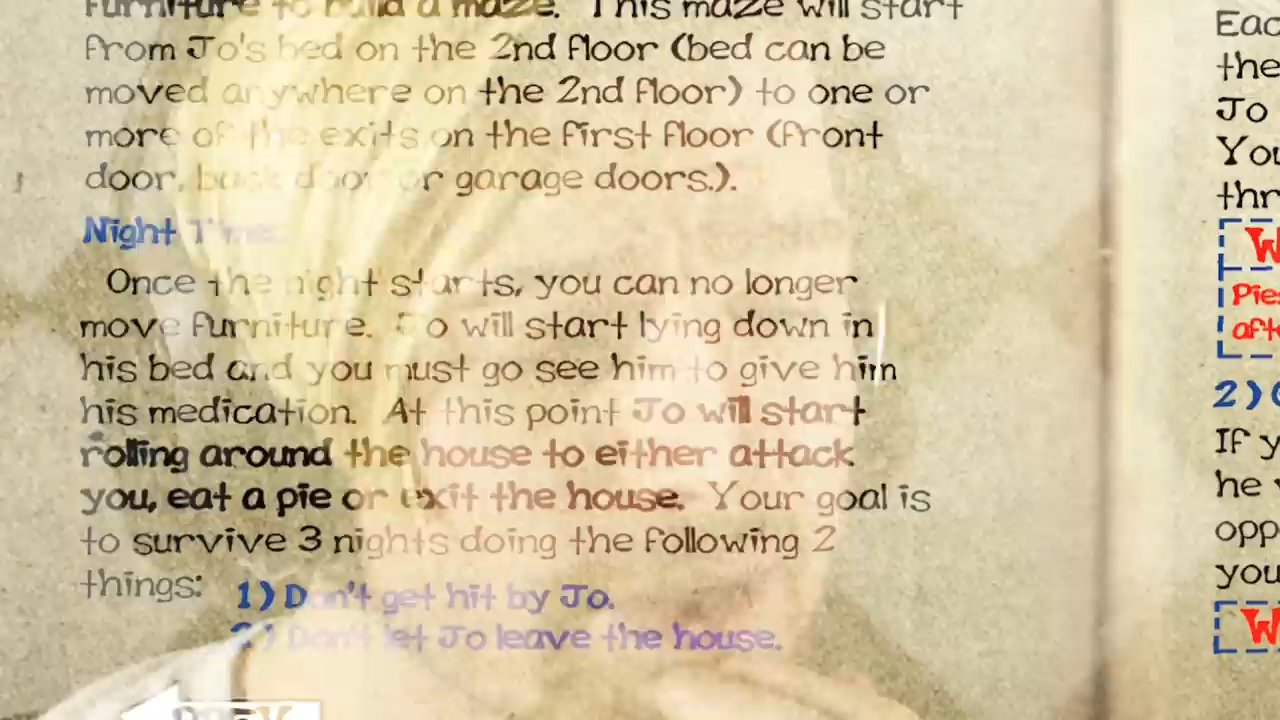 furniture to build a maze. This maze will start
from Jo's bed on the 2nd floor (bed can be
moved anywhere on the 2nd floor) to one or
more of the exits on the first floor (front
door, back door or garage doors.).
Night Time:
Once the night starts, you can no longer
move furniture. Jo will start lying down in
his bed and you must go see him to give him
his medication. At this point Jo will start
rolling around the house to either attack
you, eat a pie or exit the house. Your goal is
to survive 3 nights doing the following 2
things:
1) Don't get hit by Jo.
2) Don't let Jo leave the house.
the
Jo
2)
If y
he
you